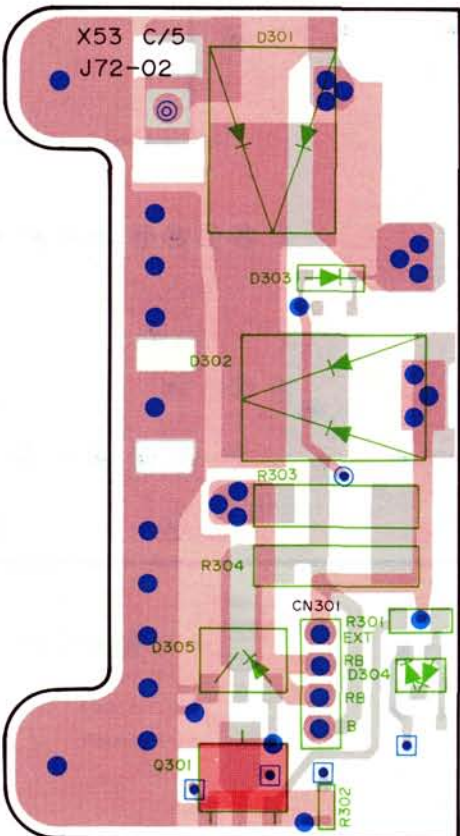 X53 C/5
J72-02
D301
D303
D302
R303
R304
CN301
R301
EXT
D305
RB
D304
RB
B
Q301
R302